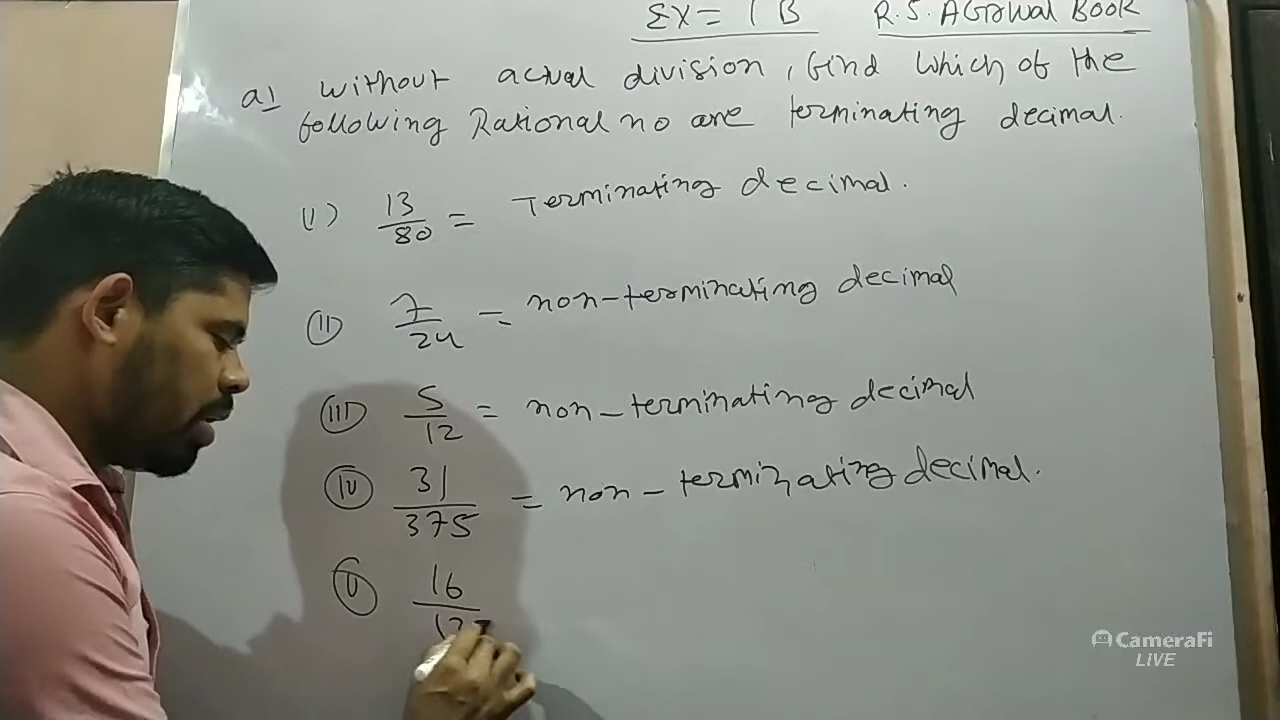 Ex = 1B R.S. Agrawal Book
Q1 without actual division, find which of the
following Rational no are terminating decimal.
(I) 13/80 = Terminating decimal.
(II) 7/24 = non-terminating decimal
(III) 5/12 = non-terminating decimal
(IV) 31/375 = non-terminating decimal.
(V) 16/
CameraFi
LIVE